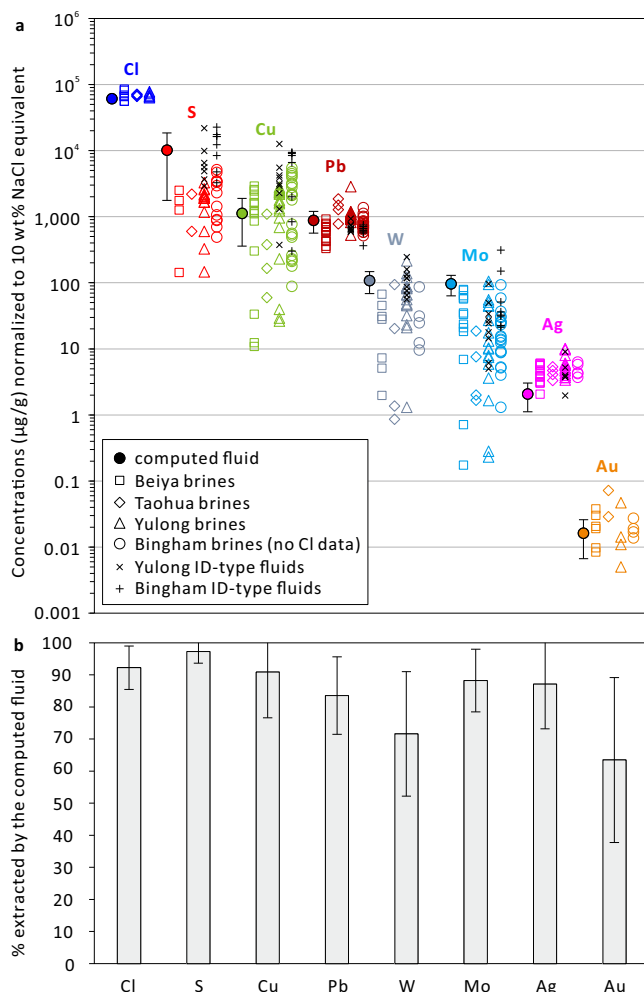 a
Concentrations (µg/g) normalized to 10 wt% NaCl equivalent
10⁶
10⁵
10⁴
1,000
100
10
1
0.1
0.01
0.001
Cl
S
Cu
Pb
W
Mo
Ag
Au
computed fluid
Beiya brines
Taohua brines
Yulong brines
Bingham brines (no Cl data)
Yulong ID-type fluids
Bingham ID-type fluids
b
% extracted by the computed fluid
100
90
80
70
60
50
40
30
20
10
0
Cl S Cu Pb W Mo Ag Au